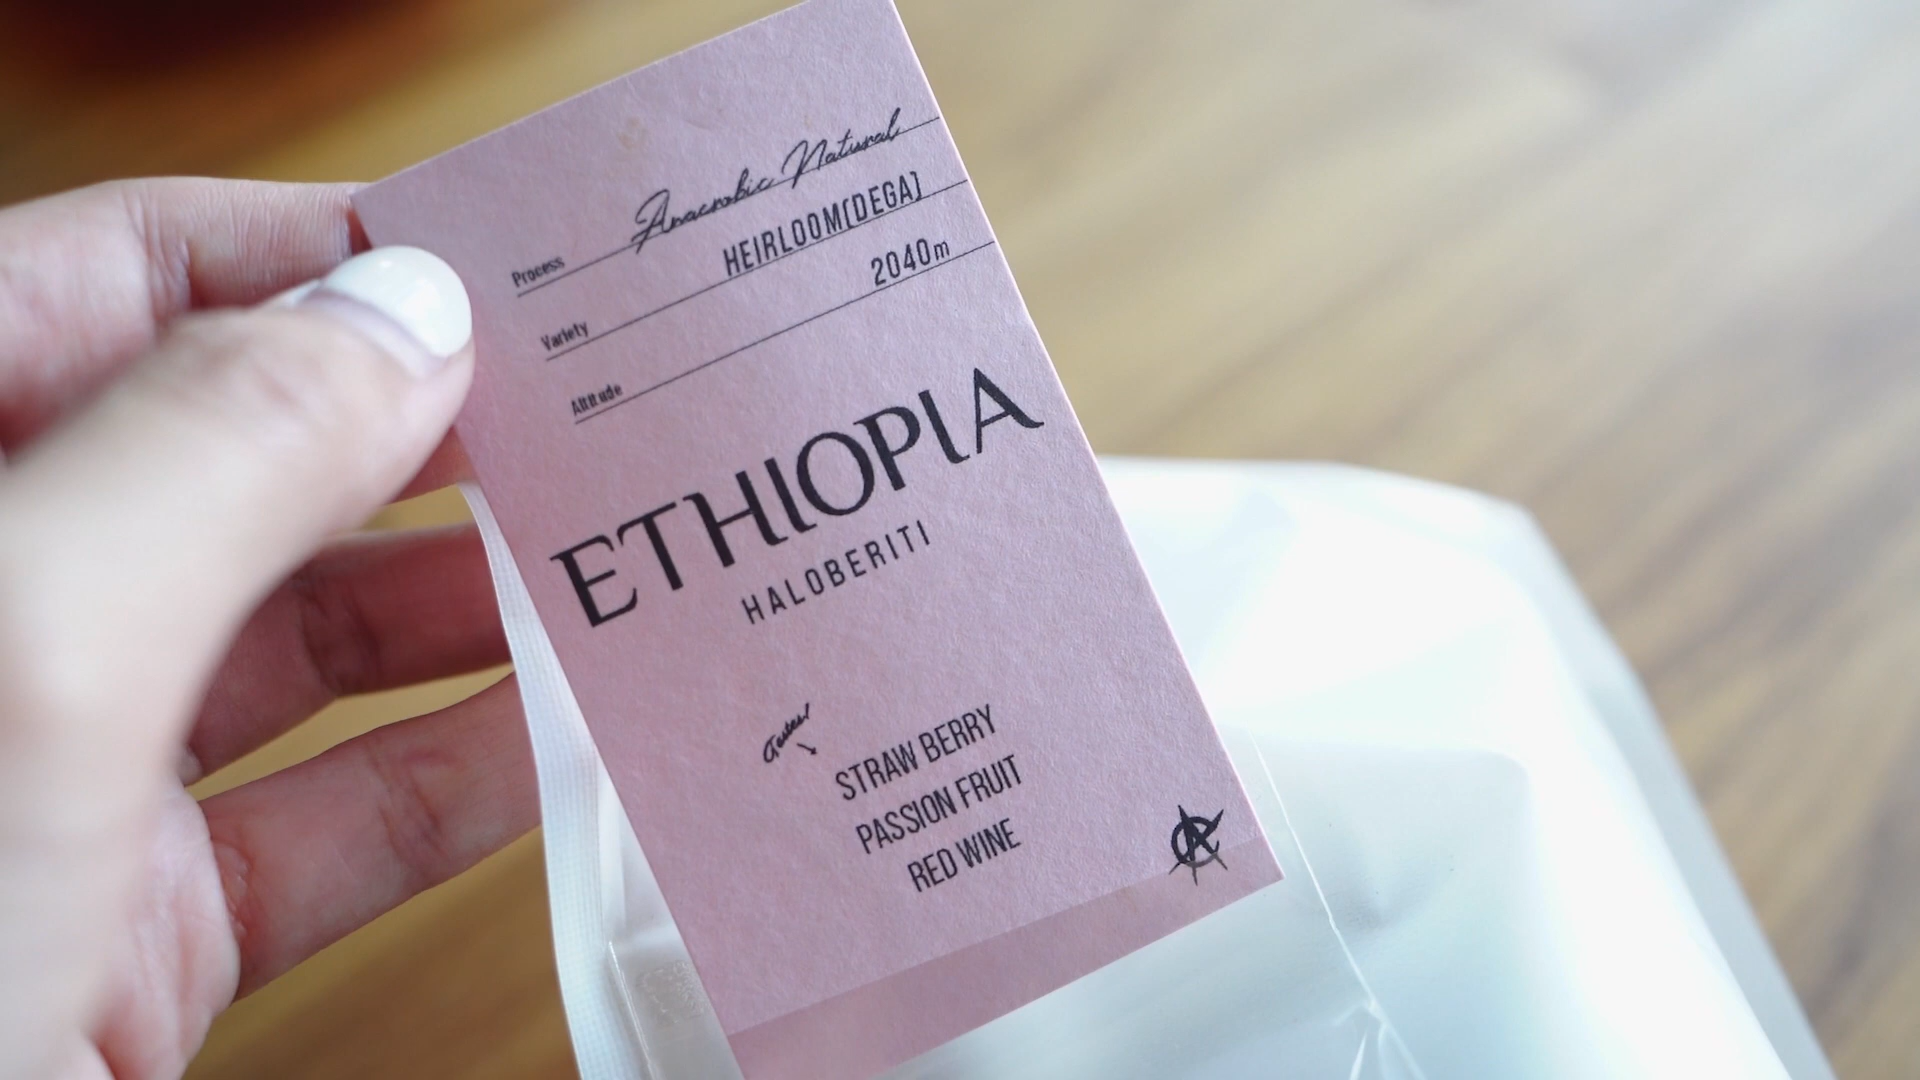 Process Anaerobic Natural
Variety HEIRLOOM(DEGA)
Altitude 2040m
ETHIOPIA
HALOBERITI
Tastes!
STRAW BERRY
PASSION FRUIT
RED WINE